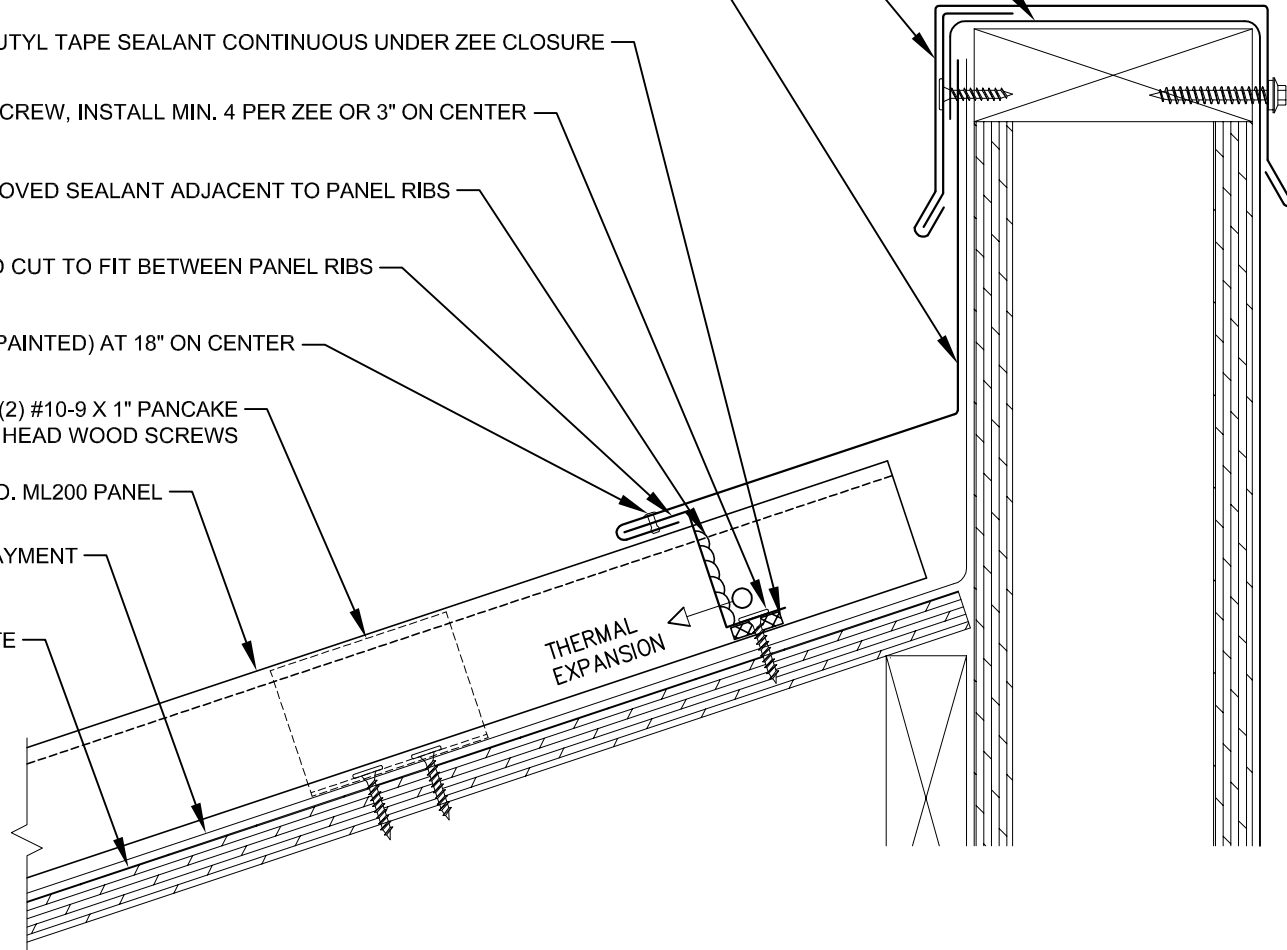 UTYL TAPE SEALANT CONTINUOUS UNDER ZEE CLOSURE
CREW, INSTALL MIN. 4 PER ZEE OR 3" ON CENTER
OVED SEALANT ADJACENT TO PANEL RIBS
CUT TO FIT BETWEEN PANEL RIBS
PAINTED) AT 18" ON CENTER
(2) #10-9 X 1" PANCAKE
HEAD WOOD SCREWS
D. ML200 PANEL
AYMENT
TE
THERMAL
EXPANSION